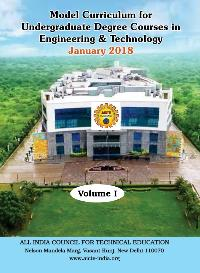 Model Curriculum for
Undergraduate Degree Courses in
Engineering & Technology
January 2018
Volume I
ALL INDIA COUNCIL FOR TECHNICAL EDUCATION
Nelson Mandela Marg, Vasant Kunj, New Delhi 110070
www.aicte-india.org